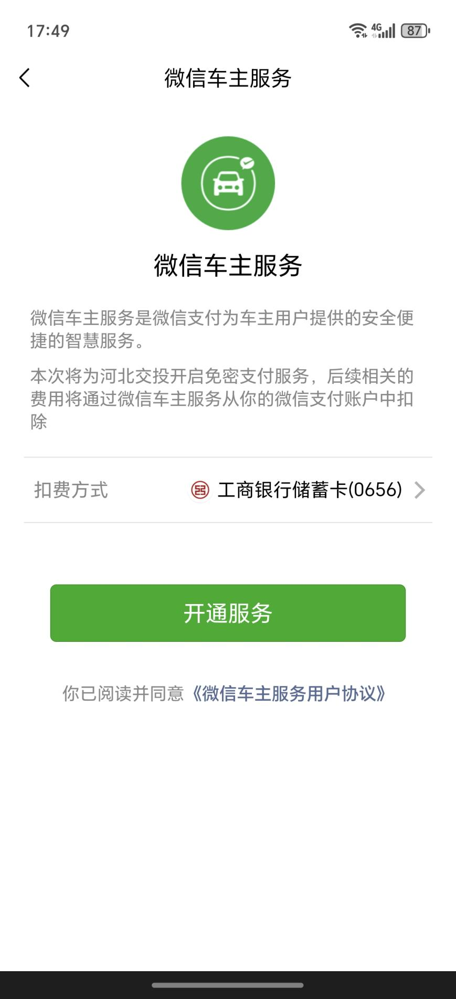 17:49
4G
87
微信车主服务
微信车主服务
微信车主服务是微信支付为车主用户提供的安全便
捷的智慧服务。
本次将为河北交投开启免密支付服务，后续相关的
费用将通过微信车主服务从你的微信支付账户中扣
除
扣费方式 工商银行储蓄卡(0656)
开通服务
你已阅读并同意《微信车主服务用户协议》